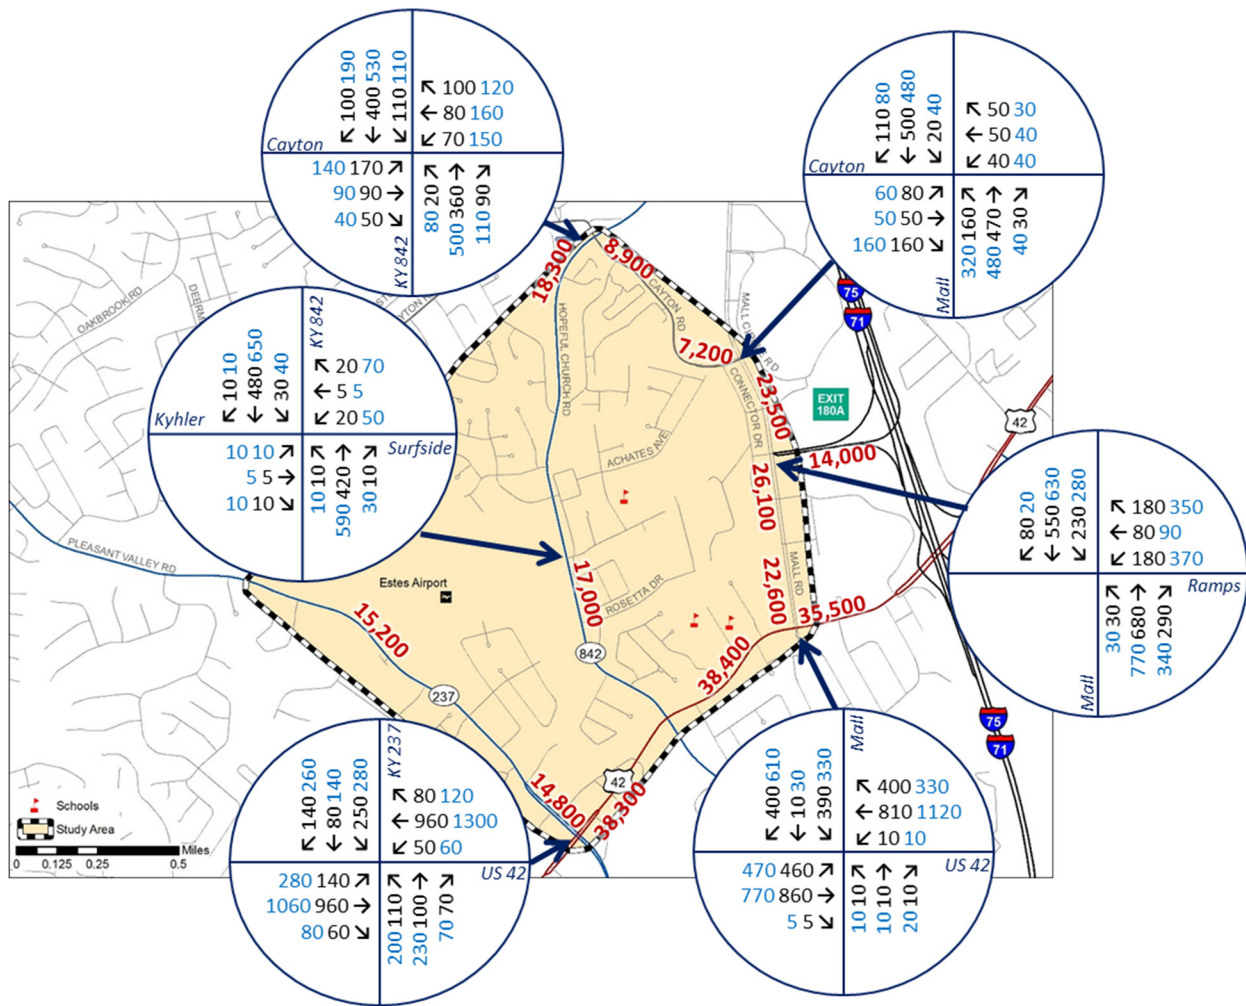 100 190
400 530
110 110
↖ 100 120
← 80 160
↙ 70 150
Cayton
140 170 ↗
90 90 →
40 50 ↘
80 20
500 360
110 90
KY 842
110 80
500 480
20 40
↖ 50 30
← 50 40
↙ 40 40
Cayton
60 80 ↗
50 50 →
160 160 ↘
320 160
480 470
40 30
Mall
10 10
480 650
30 40
KY 842
↖ 20 70
← 5 5
↙ 20 50
Kyhler
Surfside
10 10 ↗
5 5 →
10 10 ↘
10 10
590 420
30 10
80 20
550 630
230 280
↖ 180 350
← 80 90
↙ 180 370
Ramps
30 30
770 680
340 290
Mall
140 260
80 140
250 280
KY 237
↖ 80 120
← 960 1300
↙ 50 60
US 42
280 140 ↗
1060 960 →
80 60 ↘
200 110
230 100
70 70
400 610
10 30
390 330
Mall
↖ 400 330
← 810 1120
↙ 10 10
US 42
470 460 ↗
770 860 →
5 5 ↘
10 10
10 10
20 10
18,300
8,900
7,200
23,500
14,000
26,100
22,600
35,500
38,400
17,000
15,200
14,800
38,300
OAKBROOK RD
HOPEFUL CHURCH RD
CAYTON RD
CONNECTOR DR
ACHATES AVE
ROSETTA DR
MALL RD
PLEASANT VALLEY RD
Estes Airport
EXIT
180A
75
71
42
842
237
42
75
71
Schools
Study Area
Miles
0 0.125 0.25 0.5